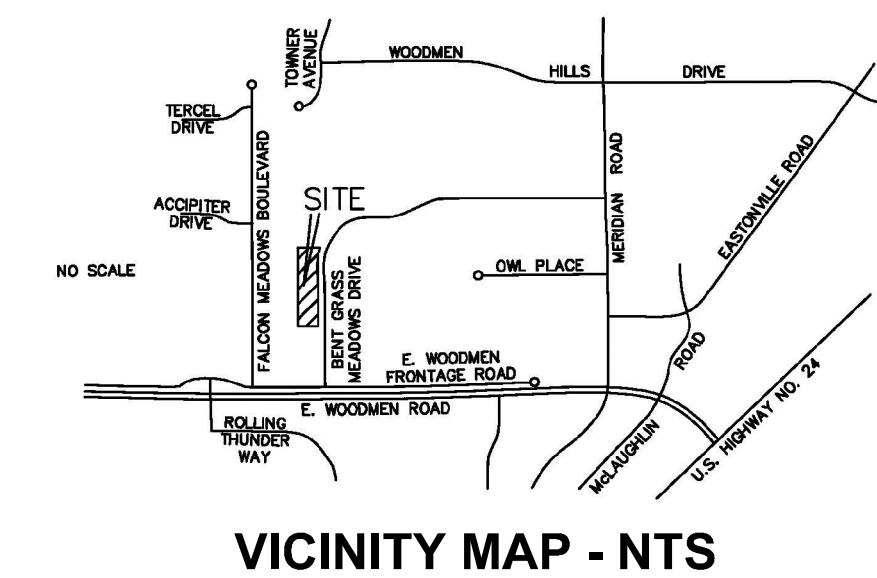 TOWNER
AVENUE
WOODMEN
HILLS
DRIVE
TERCEL
DRIVE
FALCON MEADOWS BOULEVARD
MERIDIAN ROAD
EASTONVILLE ROAD
ACCIPITER
DRIVE
SITE
NO SCALE
OWL PLACE
BENT GRASS
MEADOWS DRIVE
E. WOODMEN
FRONTAGE ROAD
E. WOODMEN ROAD
ROLLING
THUNDER
WAY
McLAUGHLIN
ROAD
U.S. HIGHWAY NO. 24
VICINITY MAP - NTS